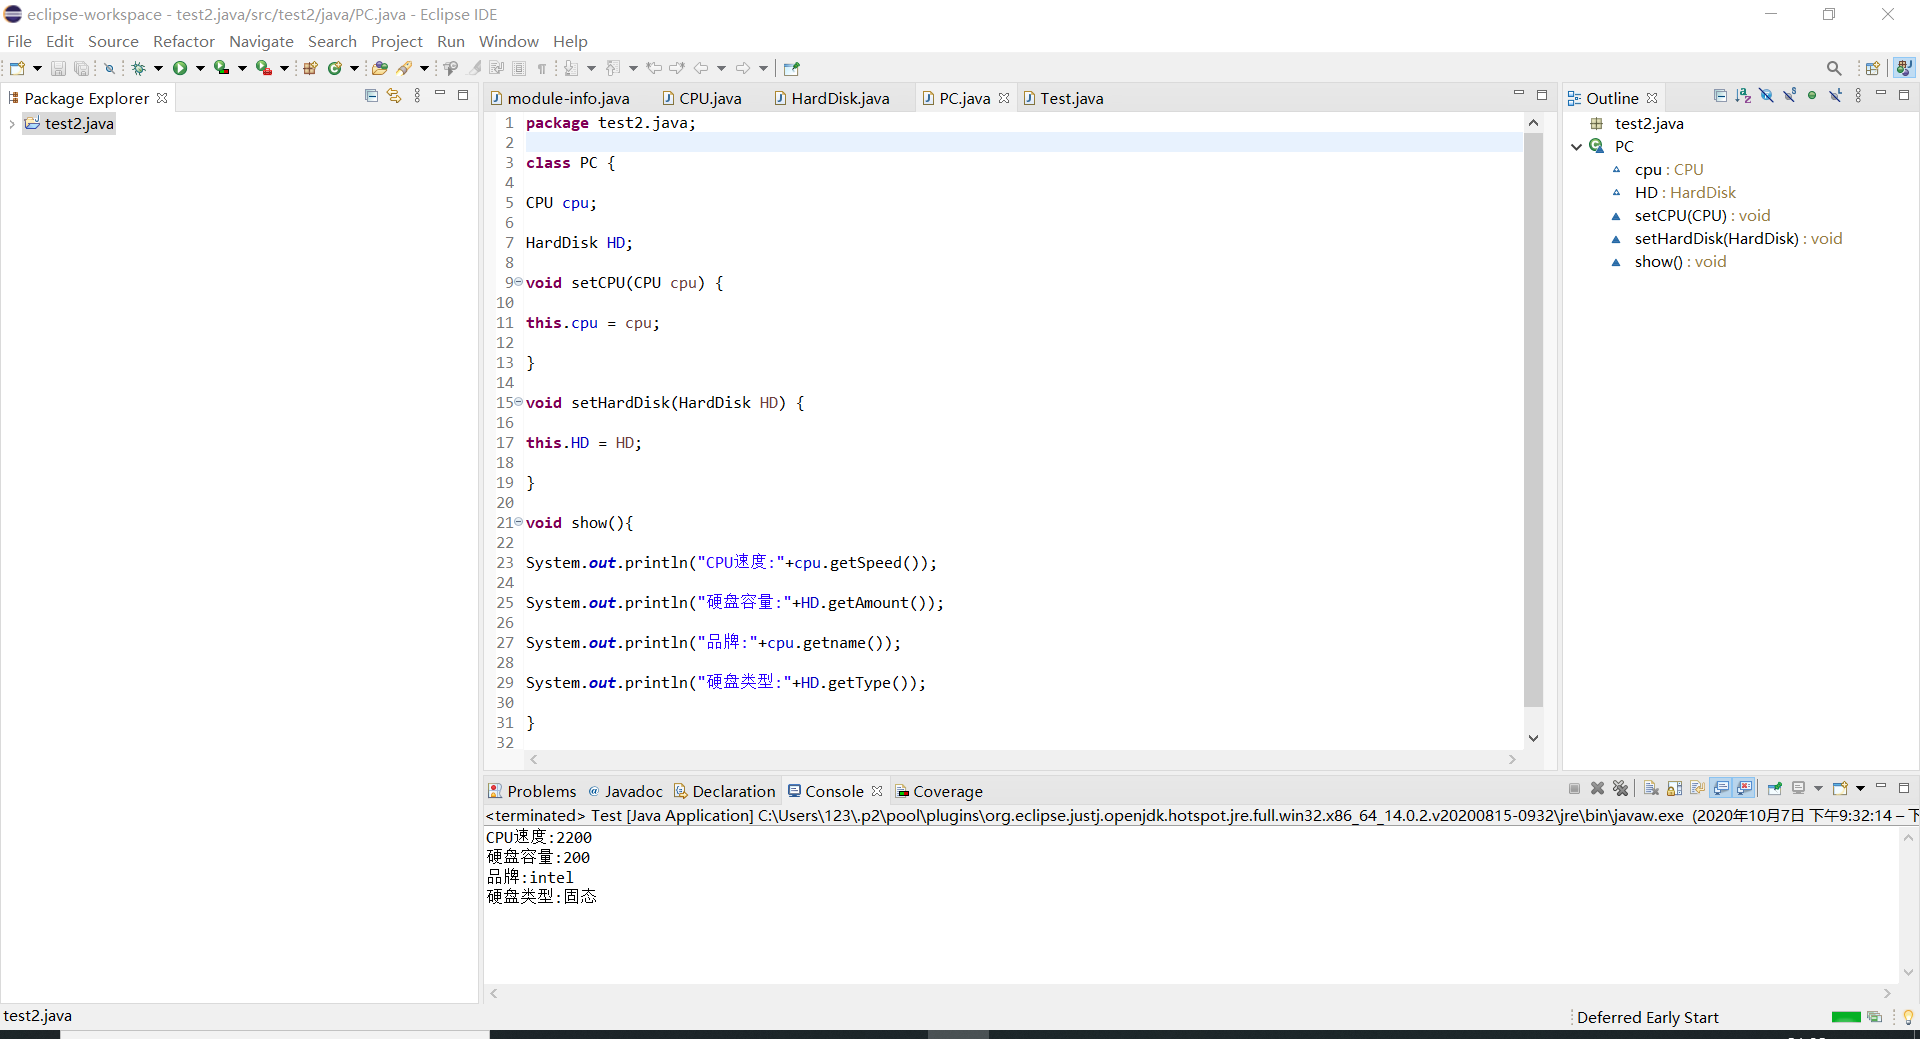 eclipse-workspace - test2.java/src/test2/java/PC.java - Eclipse IDE
File Edit Source Refactor Navigate Search Project Run Window Help
Package Explorer
test2.java
module-info.java CPU.java HardDisk.java PC.java Test.java
1 package test2.java;
2
3 class PC {
4
5 CPU cpu;
6
7 HardDisk HD;
8
9 void setCPU(CPU cpu) {
10
11 this.cpu = cpu;
12
13 }
14
15 void setHardDisk(HardDisk HD) {
16
17 this.HD = HD;
18
19 }
20
21 void show(){
22
23 System.out.println("CPU速度:"+cpu.getSpeed());
24
25 System.out.println("硬盘容量:"+HD.getAmount());
26
27 System.out.println("品牌:"+cpu.getname());
28
29 System.out.println("硬盘类型:"+HD.getType());
30
31 }
32
Outline
test2.java
PC
cpu : CPU
HD : HardDisk
setCPU(CPU) : void
setHardDisk(HardDisk) : void
show() : void
Problems @ Javadoc Declaration Console Coverage
<terminated> Test [Java Application] C:\Users\123\.p2\pool\plugins\org.eclipse.justj.openjdk.hotspot.jre.full.win32.x86_64_14.0.2.v20200815-0932\jre\bin\javaw.exe (2020年10月7日 下午9:32:14 – 下
CPU速度:2200
硬盘容量:200
品牌:intel
硬盘类型:固态
test2.java
Deferred Early Start